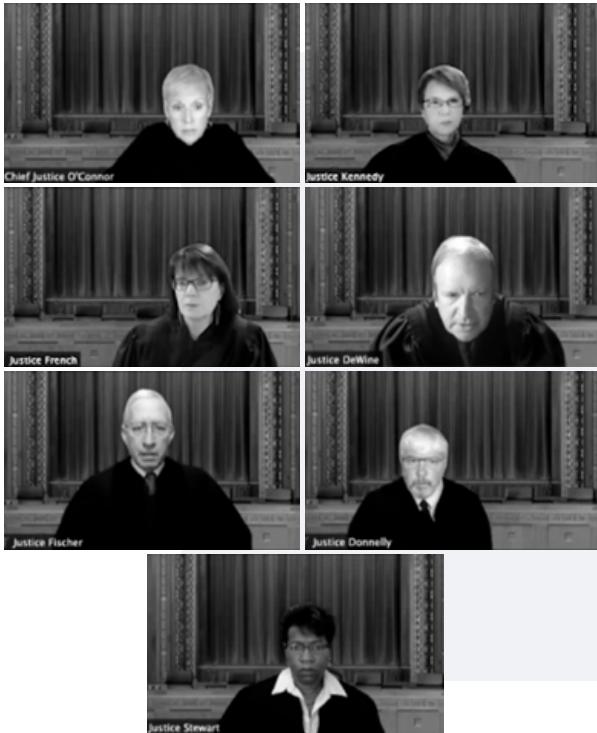 Chief Justice O'Connor
Justice Kennedy
Justice French
Justice DeWine
Justice Fischer
Justice Donnelly
Justice Stewart